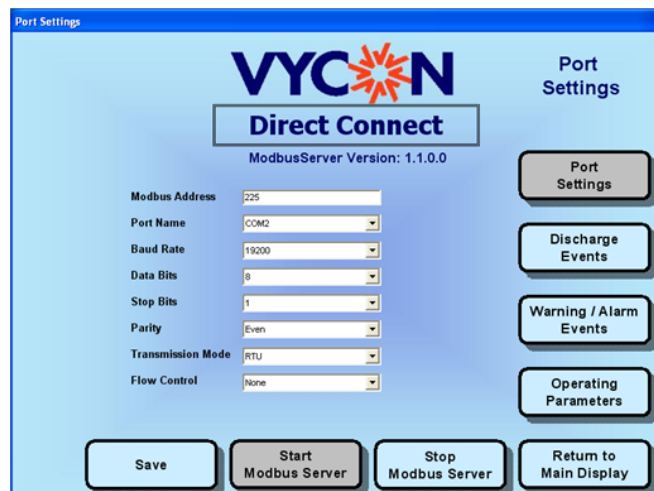 Port Settings
VYCON
Direct Connect
ModbusServer Version: 1.1.0.0
Port
Settings
Modbus Address 225
Port Name COM2
Baud Rate 19200
Data Bits 8
Stop Bits 1
Parity Even
Transmission Mode RTU
Flow Control None
Port
Settings
Discharge
Events
Warning / Alarm
Events
Operating
Parameters
Save
Start
Modbus Server
Stop
Modbus Server
Return to
Main Display